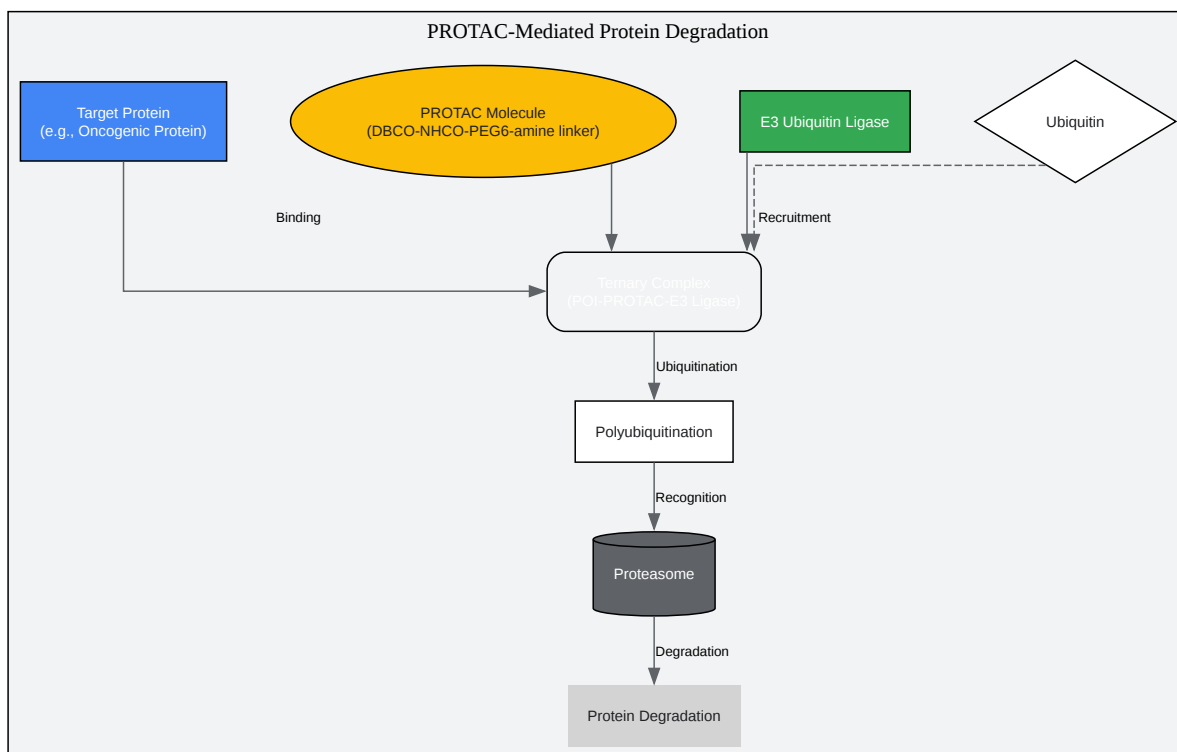 PROTAC-Mediated Protein Degradation
Target Protein
(e.g., Oncogenic Protein)
PROTAC Molecule
(DBCO-NHCO-PEG6-amine linker)
E3 Ubiquitin Ligase
Ubiquitin
Binding
Recruitment
Ternary Complex
(POI-PROTAC-E3 Ligase)
Ubiquitination
Polyubiquitination
Recognition
Proteasome
Degradation
Protein Degradation